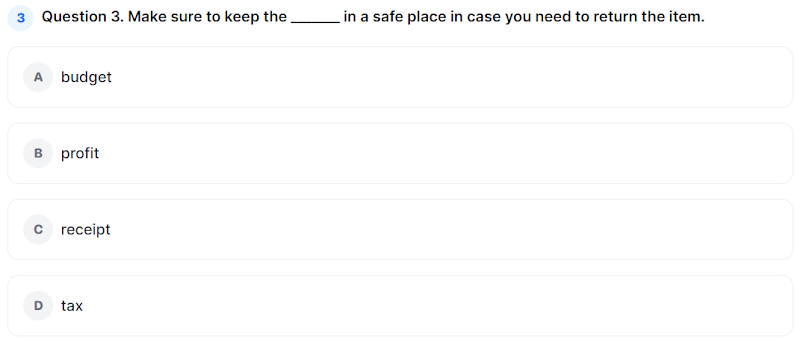 3 Question 3. Make sure to keep the _______ in a safe place in case you need to return the item.
A budget
B profit
C receipt
D tax